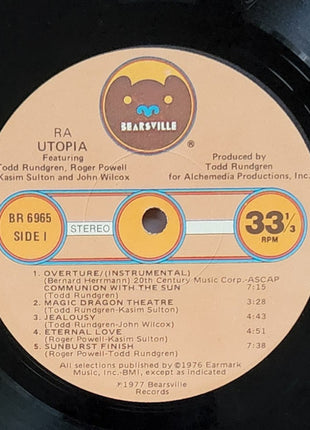 BEARSVILLE
®
RA
UTOPIA
Featuring
Todd Rundgren, Roger Powell
Kasim Sulton and John Wilcox
Produced by
Todd Rundgren
for Alchemedia Productions, Inc.
BR 6965
SIDE I
STEREO
33 1/3
RPM
1. OVERTURE/(INSTRUMENTAL)
(Bernard Herrmann) 20th Century Music Corp.-ASCAP
COMMUNION WITH THE SUN 7:15
(Todd Rundgren)
2. MAGIC DRAGON THEATRE 3:28
(Todd Rundgren-Kasim Sulton)
3. JEALOUSY 4:43
(Todd Rundgren-John Wilcox)
4. ETERNAL LOVE 4:51
(Roger Powell-Kasim Sulton)
5. SUNBURST FINISH 7:38
(Roger Powell-Todd Rundgren)
All selections published by ©1976 Earmark
Music, Inc.-BMI, except as indicated
℗1977 Bearsville
Records